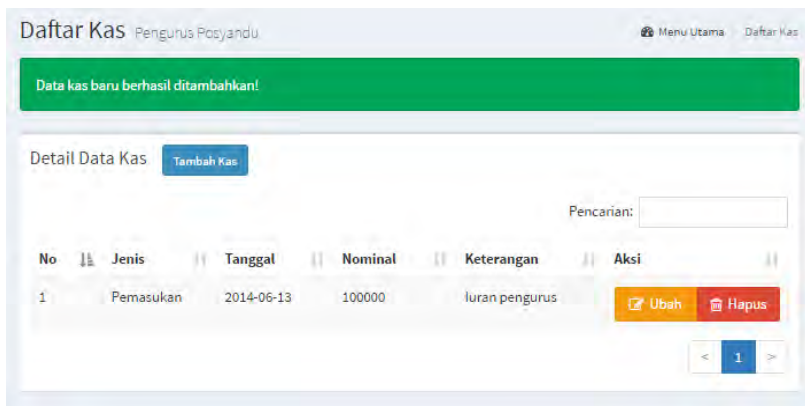 Daftar Kas Pengurus Posyandu Menu Utama Daftar Kas
Data kas baru berhasil ditambahkan!
Detail Data Kas Tambah Kas
Pencarian:
No Jenis Tanggal Nominal Keterangan Aksi
1 Pemasukan 2014-06-13 100000 Iuran pengurus Ubah Hapus
< 1 >